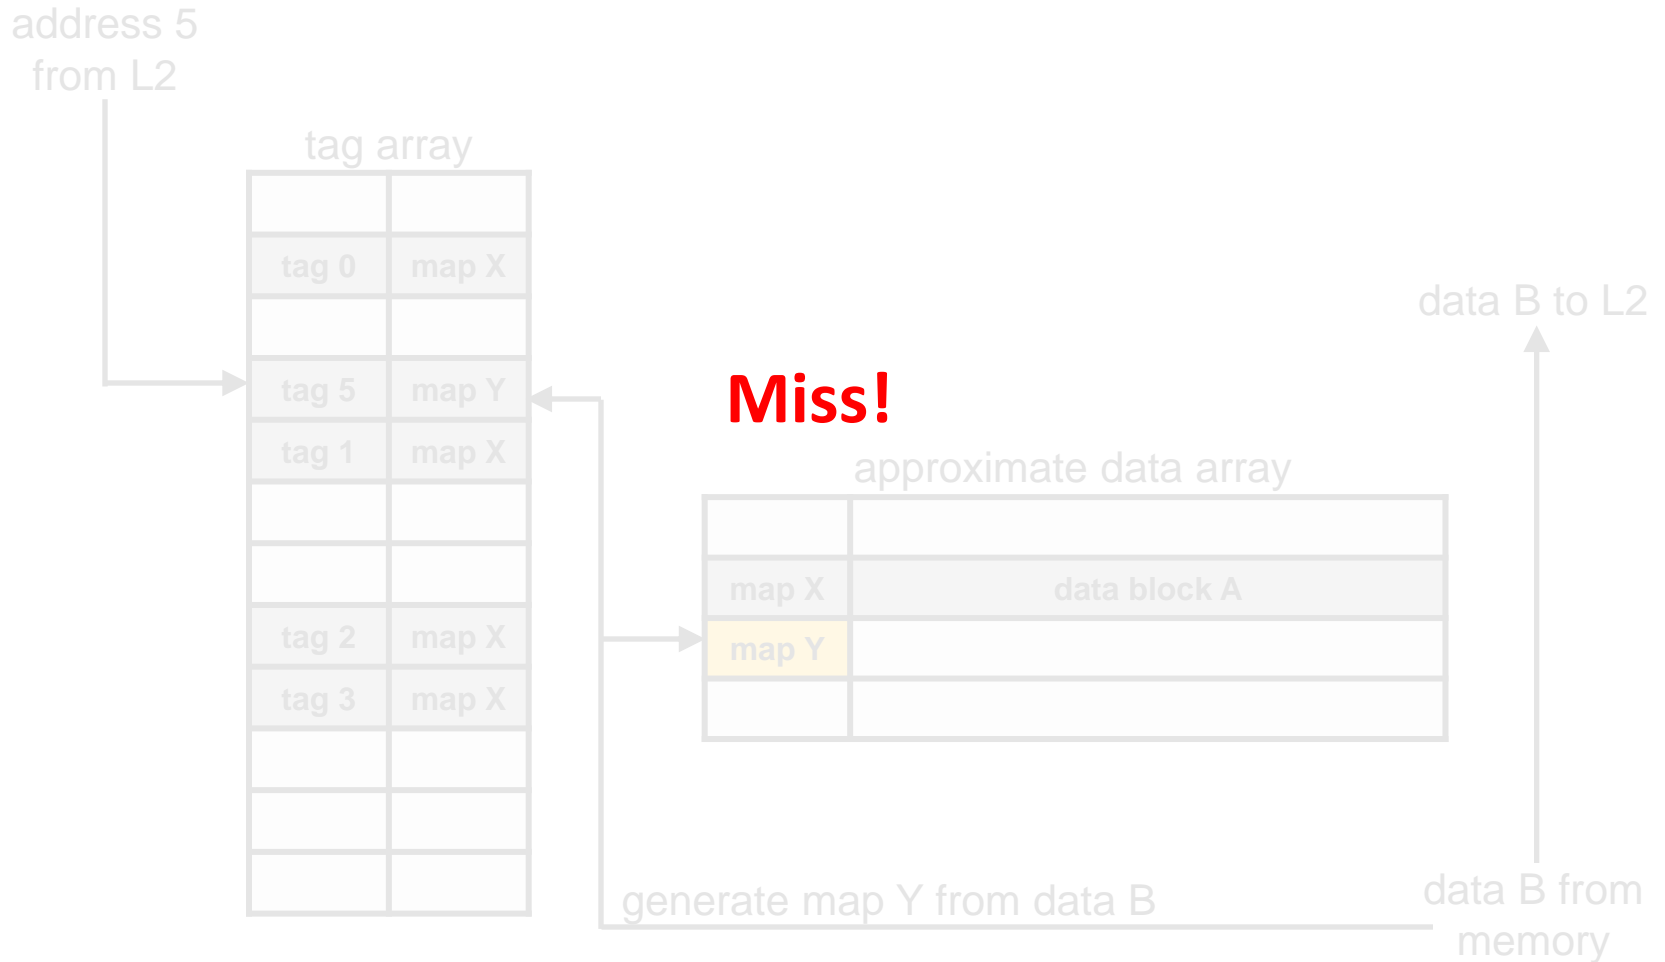 address 5
from L2
tag array
tag 0 map X
data B to L2
tag 5 map Y
Miss!
tag 1 map X
approximate data array
map X data block A
tag 2 map X
map Y
tag 3 map X
generate map Y from data B
data B from
memory